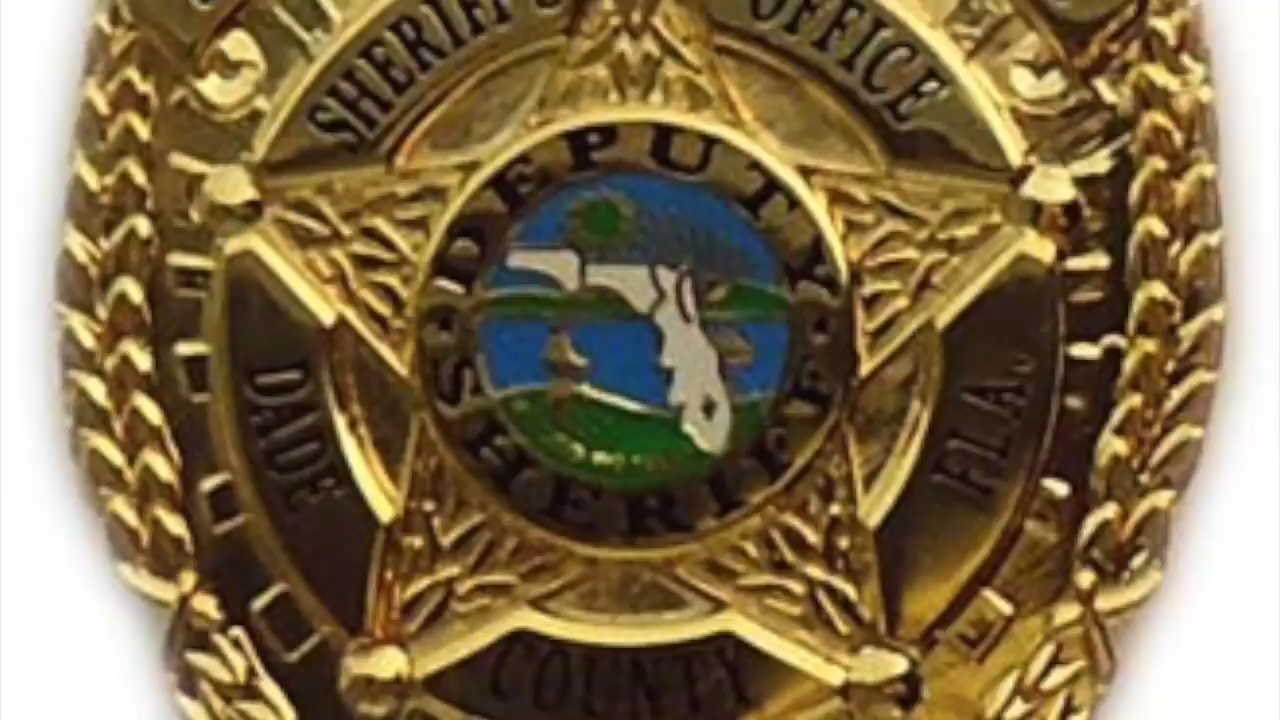 SHERIFF'S OFFICE
DEPUTY
SHERIFF
DADE
FLA.
COUNTY